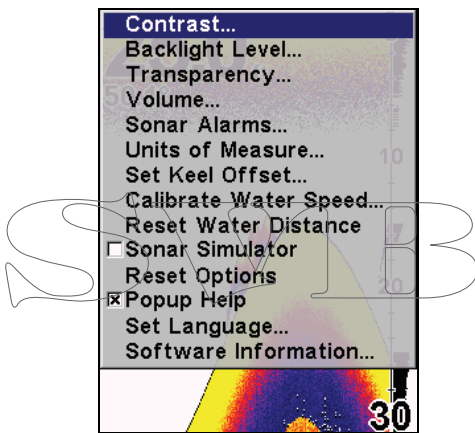 Contrast...
Backlight Level...
Transparency...
Volume...
Sonar Alarms...
Units of Measure...
10
Set Keel Offset...
Calibrate Water Speed...
Reset Water Distance
Sonar Simulator
Reset Options
20
Popup Help
Set Language...
Software Information...
30